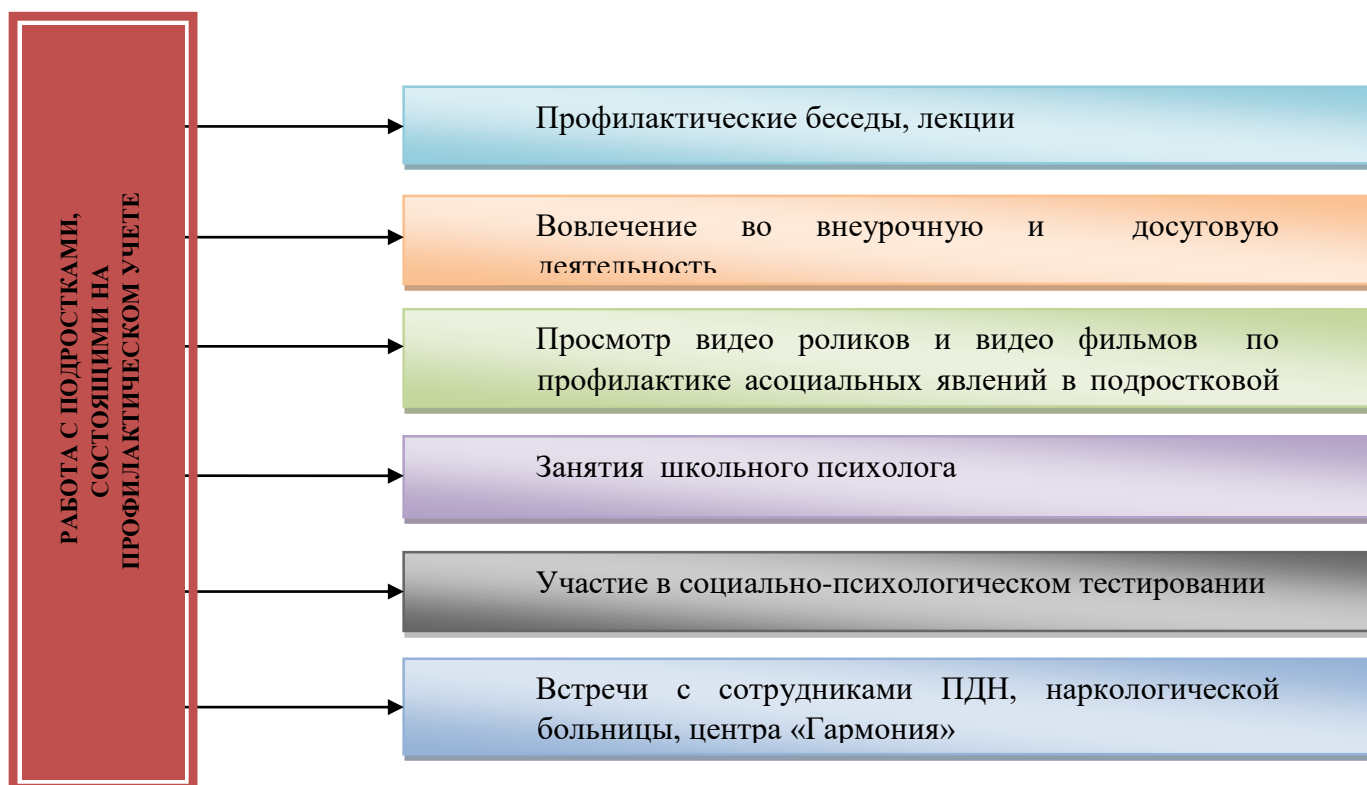 РАБОТА С ПОДРОСТКАМИ,
СОСТОЯЩИМИ НА
ПРОФИЛАКТИЧЕСКОМ УЧЕТЕ
Профилактические беседы, лекции
Вовлечение во внеурочную и досуговую
деятельность
Просмотр видео роликов и видео фильмов по
профилактике асоциальных явлений в подростковой
Занятия школьного психолога
Участие в социально-психологическом тестировании
Встречи с сотрудниками ПДН, наркологической
больницы, центра «Гармония»